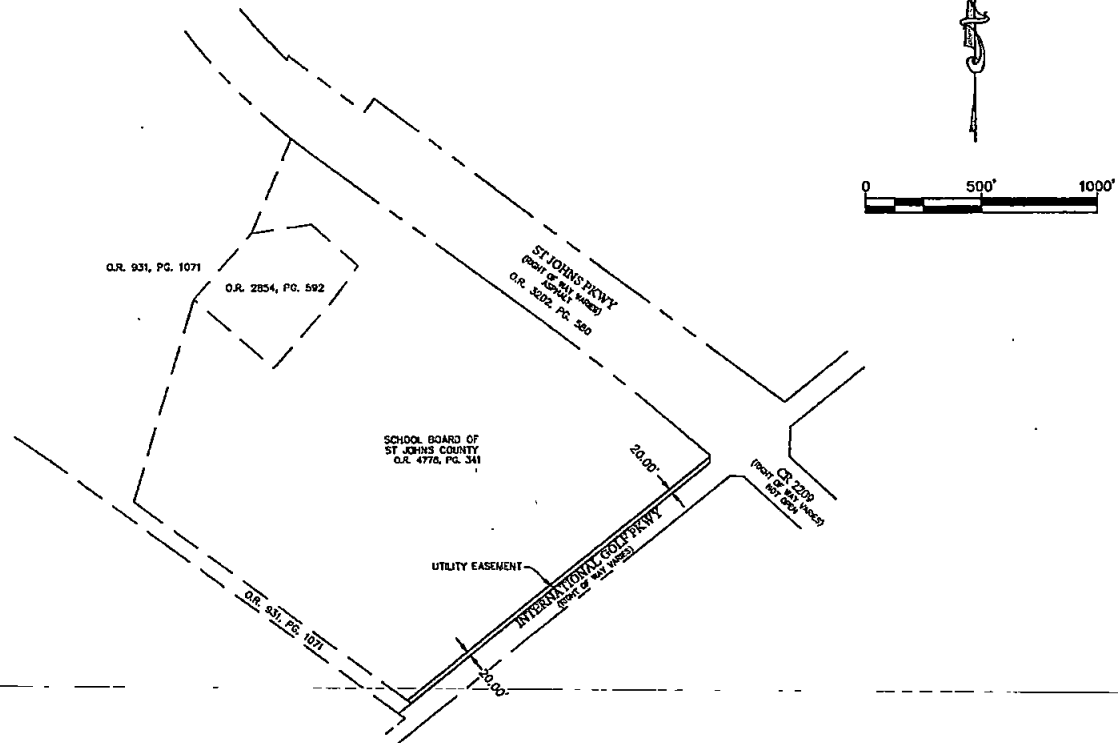 0 500' 1000'
ST JOHNS PKWY
(RIGHT OF WAY VARIES)
ASPHALT
O.R. 3202, PG. 580
O.R. 931, PG. 1071
O.R. 2854, PG. 592
SCHOOL BOARD OF
ST JOHNS COUNTY
O.R. 4778, PG. 341
20.00'
CR 2209
(RIGHT OF WAY VARIES)
NOT OPEN
UTILITY EASEMENT
INTERNATIONAL GOLF PKWY
(RIGHT OF WAY VARIES)
O.R. 931, PG. 1071
20.00'